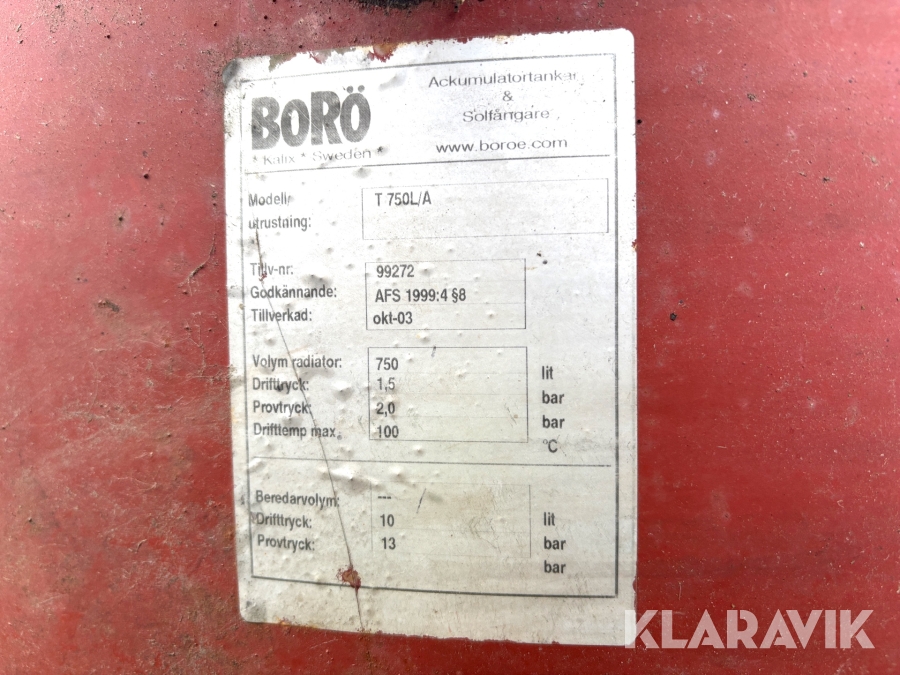 BORÖ
* Kalix * Sweden *
Ackumulatortankar
&
Solfångare
www.boroe.com
Modell/
utrustning:
T 750L/A
Tillv-nr: 99272
Godkännande: AFS 1999:4 §8
Tillverkad: okt-03
Volym radiator: 750 lit
Drifttryck: 1,5 bar
Provtryck: 2,0 bar
Drifttemp max. 100 °C
Beredarvolym: --- lit
Drifttryck: 10 bar
Provtryck: 13 bar
KLARAVIK